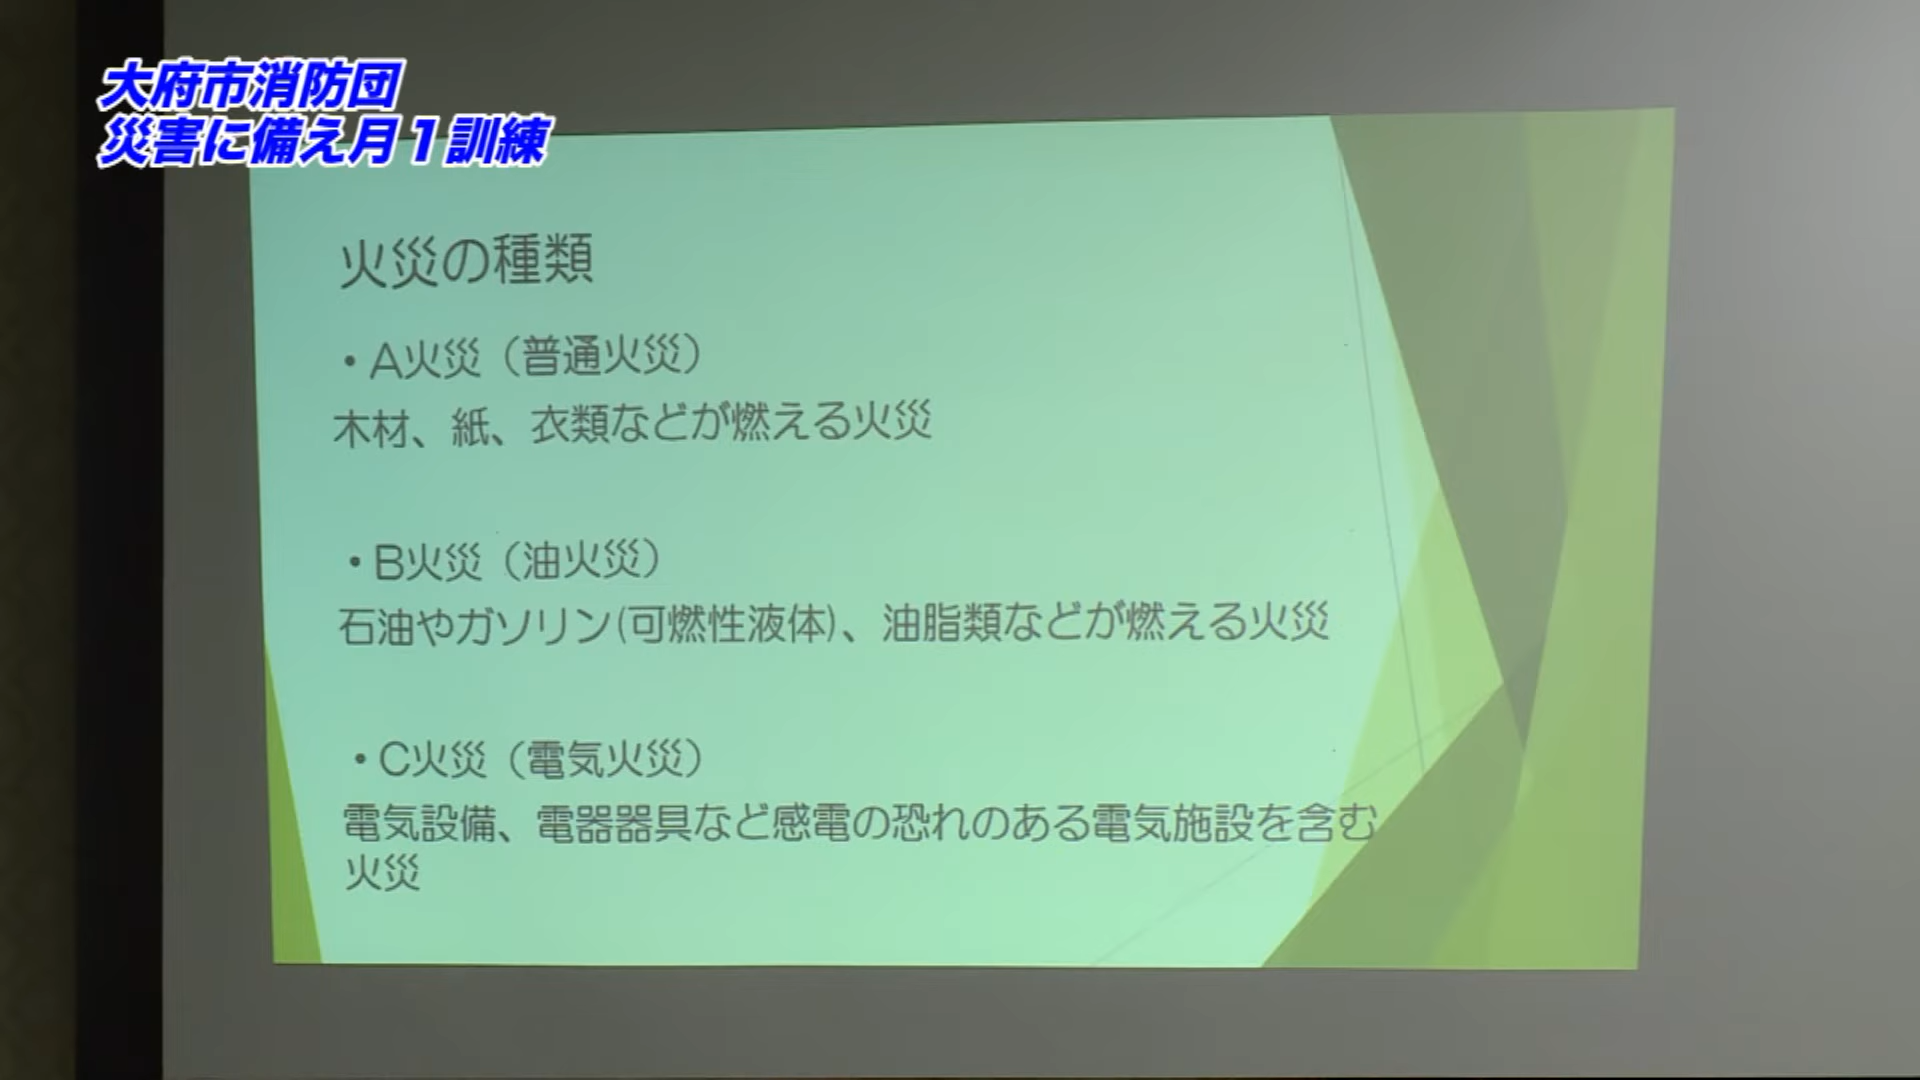 大府市消防団
災害に備え月1訓練
火災の種類
・A火災（普通火災）
木材、紙、衣類などが燃える火災
・B火災（油火災）
石油やガソリン(可燃性液体)、油脂類などが燃える火災
・C火災（電気火災）
電気設備、電器器具など感電の恐れのある電気施設を含む
火災